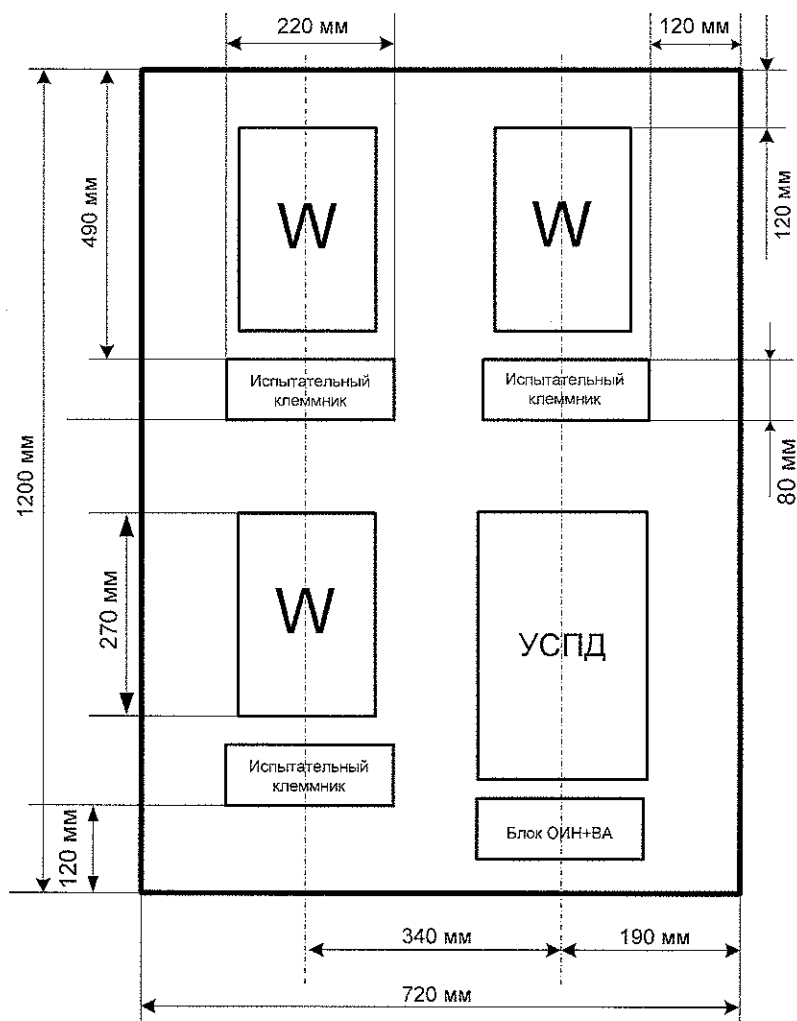 220 мм
120 мм
490 мм
W
W
120 мм
Испытательный
клеммник
Испытательный
клеммник
1200 мм
80 мм
270 мм
W
УСПД
Испытательный
клеммник
120 мм
Блок ОИН+ВА
340 мм
190 мм
720 мм